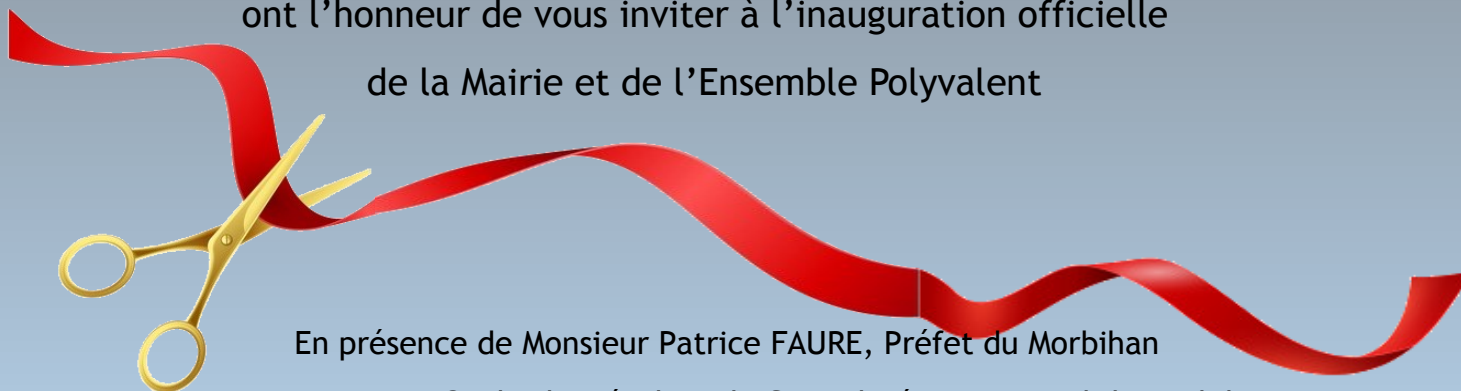 ont l’honneur de vous inviter à l’inauguration officielle
de la Mairie et de l’Ensemble Polyvalent
En présence de Monsieur Patrice FAURE, Préfet du Morbihan